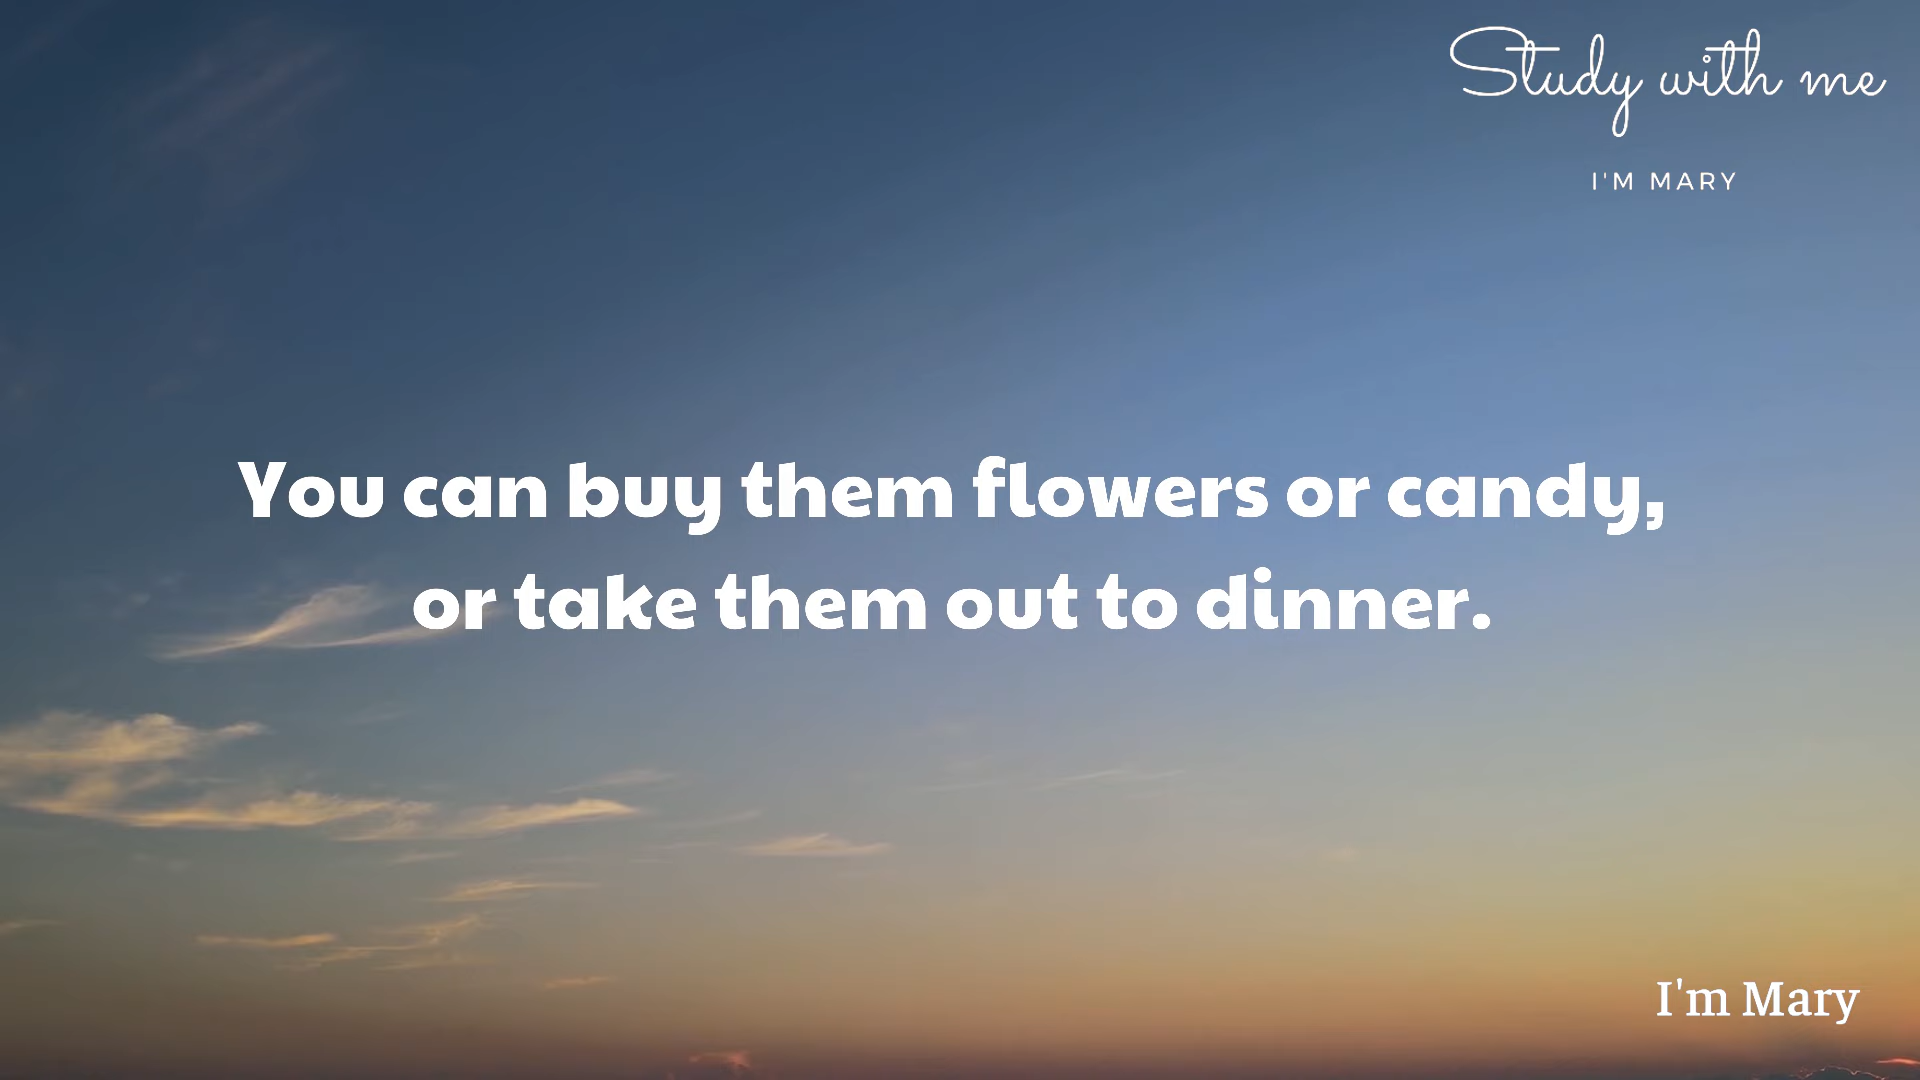 Study with me
I'M MARY
You can buy them flowers or candy,
or take them out to dinner.
I'm Mary